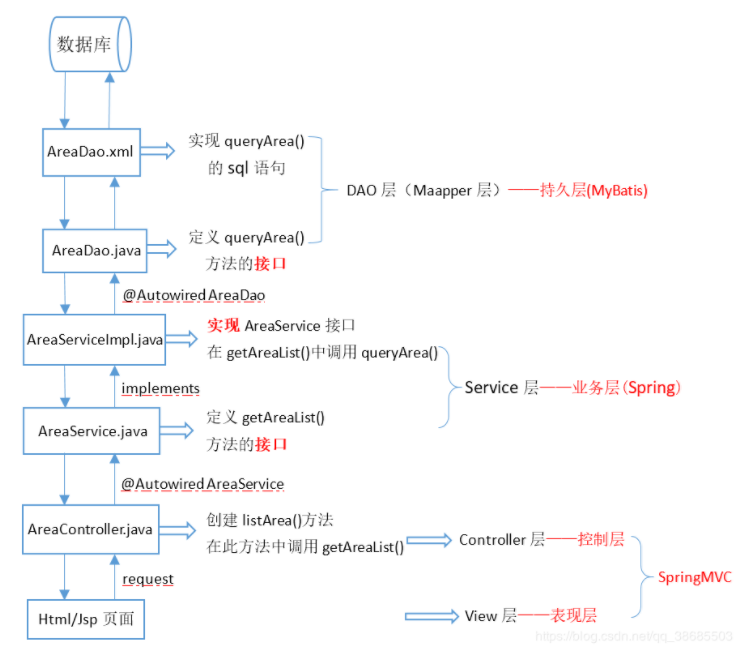 数据库
AreaDao.xml
实现 queryArea()
的 sql 语句
DAO 层（Maapper 层）——持久层(MyBatis)
AreaDao.java
定义 queryArea()
方法的接口
@Autowired AreaDao
AreaServiceImpl.java
实现 AreaService 接口
在 getAreaList()中调用 queryArea()
implements
Service 层——业务层(Spring)
AreaService.java
定义 getAreaList()
方法的接口
@Autowired AreaService
AreaController.java
创建 listArea()方法
在此方法中调用 getAreaList()
Controller 层——控制层
request
SpringMVC
Html/Jsp 页面
View 层——表现层
https://blog.csdn.net/qq_38685503